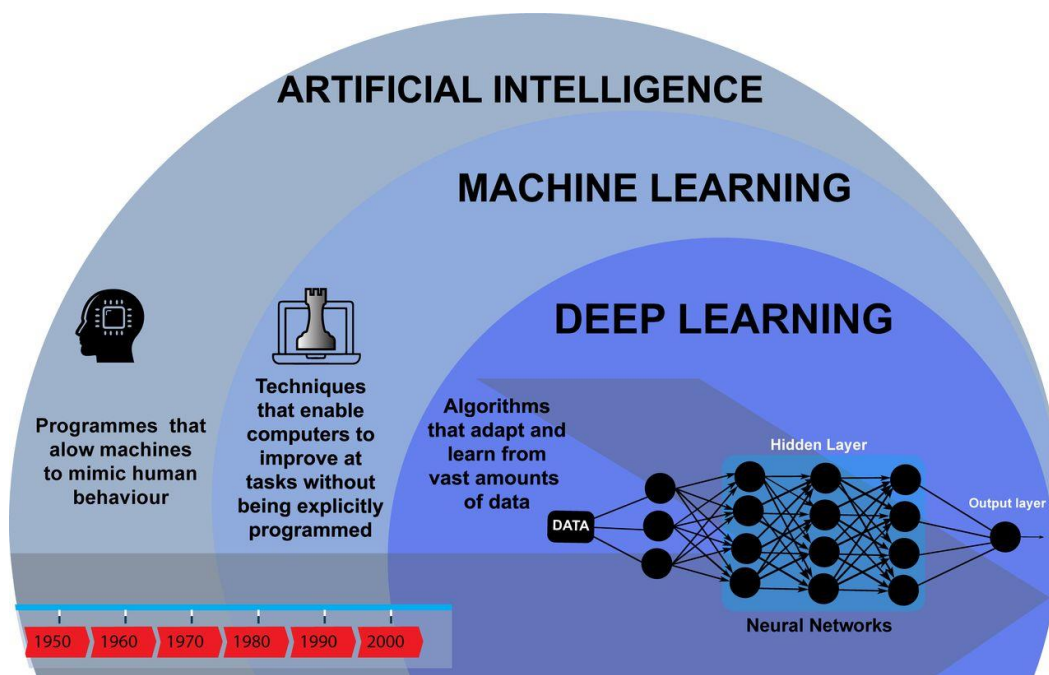 ARTIFICIAL INTELLIGENCE
MACHINE LEARNING
DEEP LEARNING
Programmes that
alow machines
to mimic human
behaviour
Techniques
that enable
computers to
improve at
tasks without
being explicitly
programmed
Algorithms
that adapt and
learn from
vast amounts
of data
Hidden Layer
DATA
Output layer
Neural Networks
1950 1960 1970 1980 1990 2000